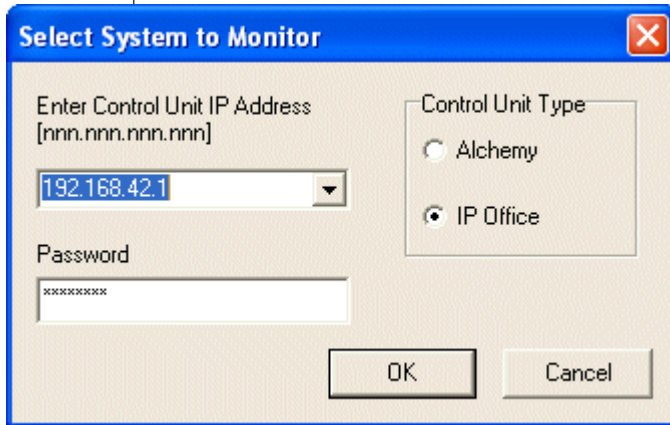 Select System to Monitor
Enter Control Unit IP Address
[nnn.nnn.nnn.nnn]
192.168.42.1
Password
xxxxxxxx
Control Unit Type
Alchemy
IP Office
OK
Cancel